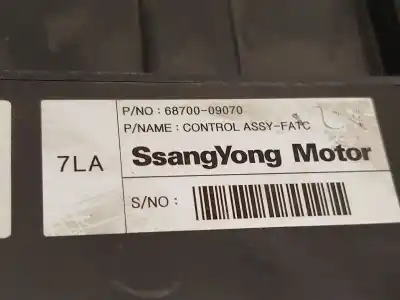 P/NO : 68700-09070
P/NAME : CONTROL ASSY-FATC
7LA
SsangYong Motor
S/NO :